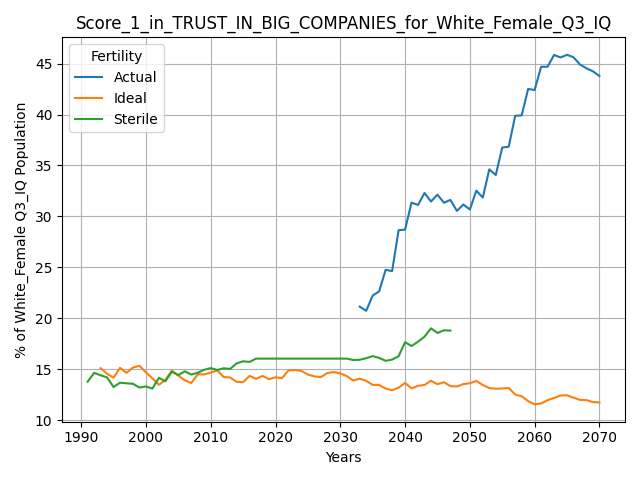 Score_1_in_TRUST_IN_BIG_COMPANIES_for_White_Female_Q3_IQ
Fertility
Actual
Ideal
Sterile
% of White_Female Q3_IQ Population
45
40
35
30
25
20
15
10
1990 2000 2010 2020 2030 2040 2050 2060 2070
Years